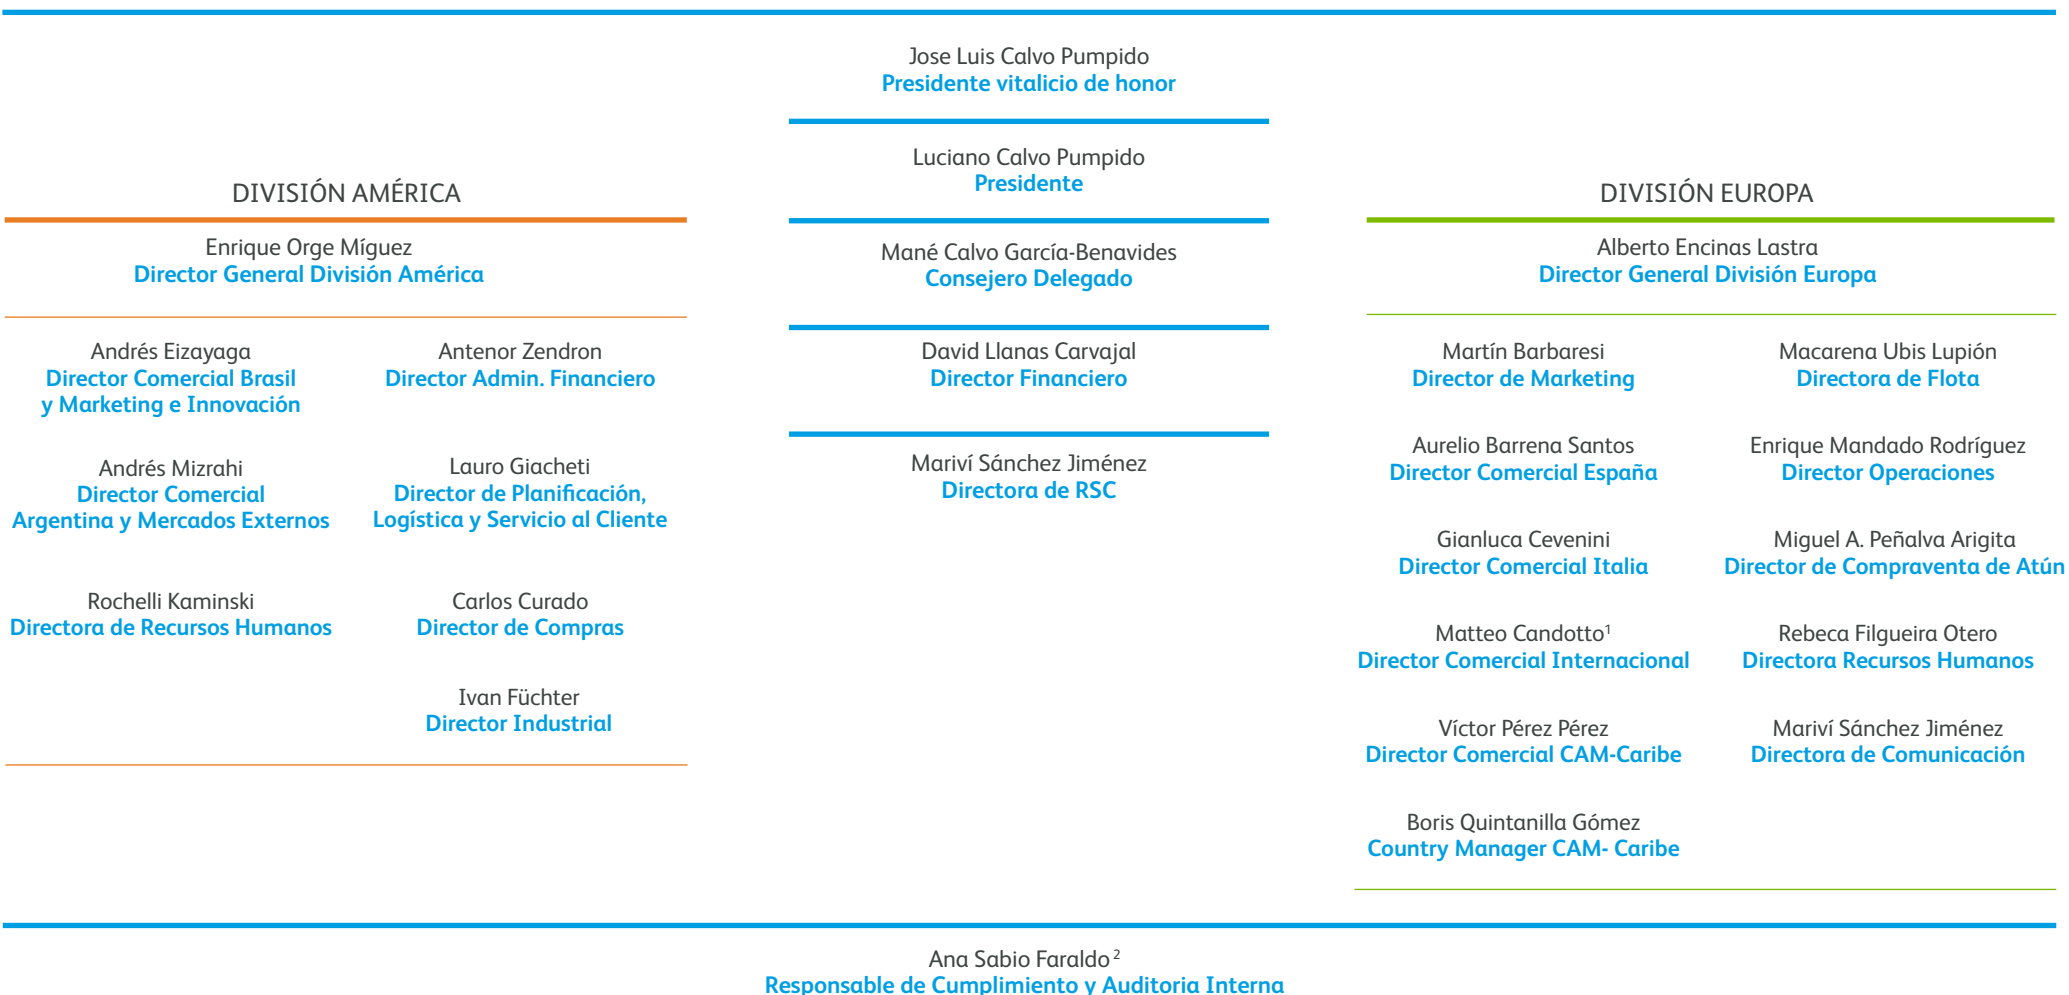 Jose Luis Calvo Pumpido
Presidente vitalicio de honor
Luciano Calvo Pumpido
Presidente
Mané Calvo García-Benavides
Consejero Delegado
David Llanas Carvajal
Director Financiero
Mariví Sánchez Jiménez
Directora de RSC
DIVISIÓN AMÉRICA
Enrique Orge Míguez
Director General División América
Andrés Eizayaga
Director Comercial Brasil
y Marketing e Innovación
Andrés Mizrahi
Director Comercial
Argentina y Mercados Externos
Rochelli Kaminski
Directora de Recursos Humanos
Antenor Zendron
Director Admin. Financiero
Lauro Giacheti
Director de Planificación,
Logística y Servicio al Cliente
Carlos Curado
Director de Compras
Ivan Füchter
Director Industrial
DIVISIÓN EUROPA
Alberto Encinas Lastra
Director General División Europa
Martín Barbaresi
Director de Marketing
Aurelio Barrena Santos
Director Comercial España
Gianluca Cevenini
Director Comercial Italia
Matteo Candotto¹
Director Comercial Internacional
Víctor Pérez Pérez
Director Comercial CAM-Caribe
Boris Quintanilla Gómez
Country Manager CAM- Caribe
Macarena Ubis Lupión
Directora de Flota
Enrique Mandado Rodríguez
Director Operaciones
Miguel A. Peñalva Arigita
Director de Compraventa de Atún
Rebeca Filgueira Otero
Directora Recursos Humanos
Mariví Sánchez Jiménez
Directora de Comunicación
Ana Sabio Faraldo²
Responsable de Cumplimiento y Auditoria Interna